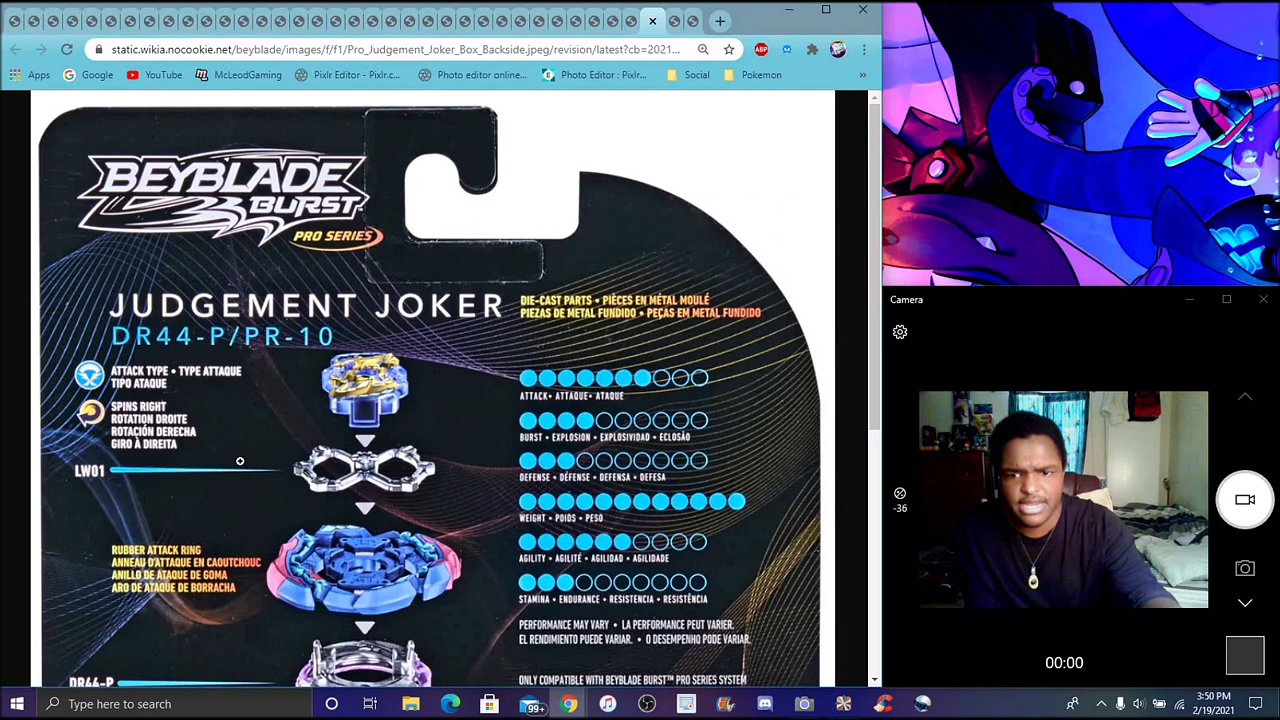 static.wikia.nocookie.net/beyblade/images/f/f1/Pro_Judgement_Joker_Box_Backside.jpeg/revision/latest?cb=2021...
ABP
Apps
Google
YouTube
McLeodGaming
Pixlr Editor - Pixlr.c...
Photo editor online...
Photo Editor : Pixlr...
Social
Pokemon
»
BEYBLADE
BURST
PRO SERIES
JUDGEMENT JOKER
DR44-P/PR-10
DIE-CAST PARTS • PIÈCES EN MÉTAL MOULÉ
PIEZAS DE METAL FUNDIDO • PEÇAS EM METAL FUNDIDO
ATTACK TYPE • TYPE ATTAQUE
TIPO ATAQUE
SPINS RIGHT
ROTATION DROITE
ROTACIÓN DERECHA
GIRO À DIREITA
LW01
RUBBER ATTACK RING
ANNEAU D'ATTAQUE EN CAOUTCHOUC
ANILLO DE ATAQUE DE GOMA
ARO DE ATAQUE DE BORRACHA
DR44-P
ATTACK• ATTAQUE• ATAQUE
BURST • EXPLOSION • EXPLOSIVIDAD • ECLOSÃO
DEFENSE • DÉFENSE • DEFENSA • DEFESA
WEIGHT • POIDS • PESO
AGILITY • AGILITÉ • AGILIDAD • AGILIDADE
STAMINA • ENDURANCE • RESISTENCIA • RESISTÊNCIA
PERFORMANCE MAY VARY. • LA PERFORMANCE PEUT VARIER.
EL RENDIMIENTO PUEDE VARIAR. • O DESEMPENHO PODE VARIAR.
ONLY COMPATIBLE WITH BEYBLADE BURST™ PRO SERIES SYSTEM
Camera
-36
00:00
Type here to search
99+
3:50 PM
2/19/2021